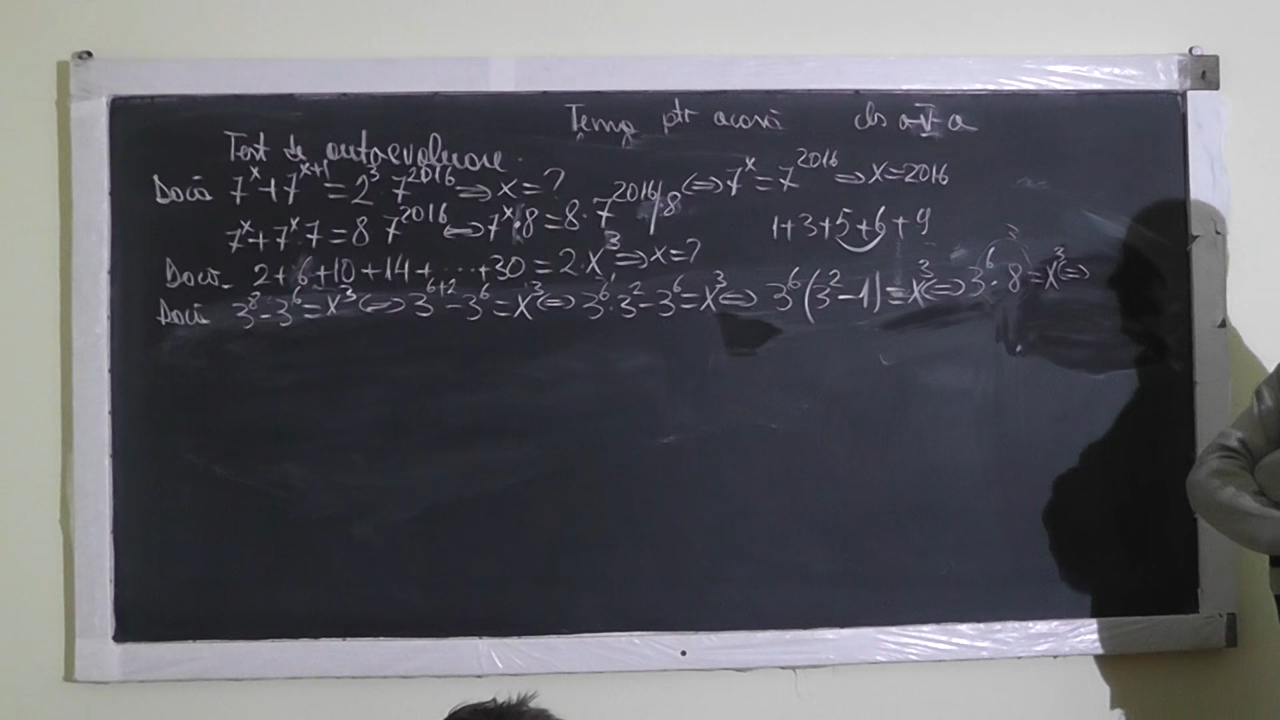 Temă ptr acasă cls a V a
Test de autoevaluare.
Dacă 7^x+7^{x+1}=2^3·7^{2016}⇒x=?
7^x+7^x·7=8 7^{2016}⇔7^x·8=8·7^{2016}/:8⇔7^x=7^{2016}⇒x=2016
1+3+5+6+9
Dacă 2+6+10+14+...+30=2·x^3⇒x=?
Dacă 3^8-3^6=x^3⇔3^{6+2}-3^6=x^3⇔3^6·3^2-3^6=x^3⇔3^6(3^2-1)=x^3⇔3^6·8=x^3⇔